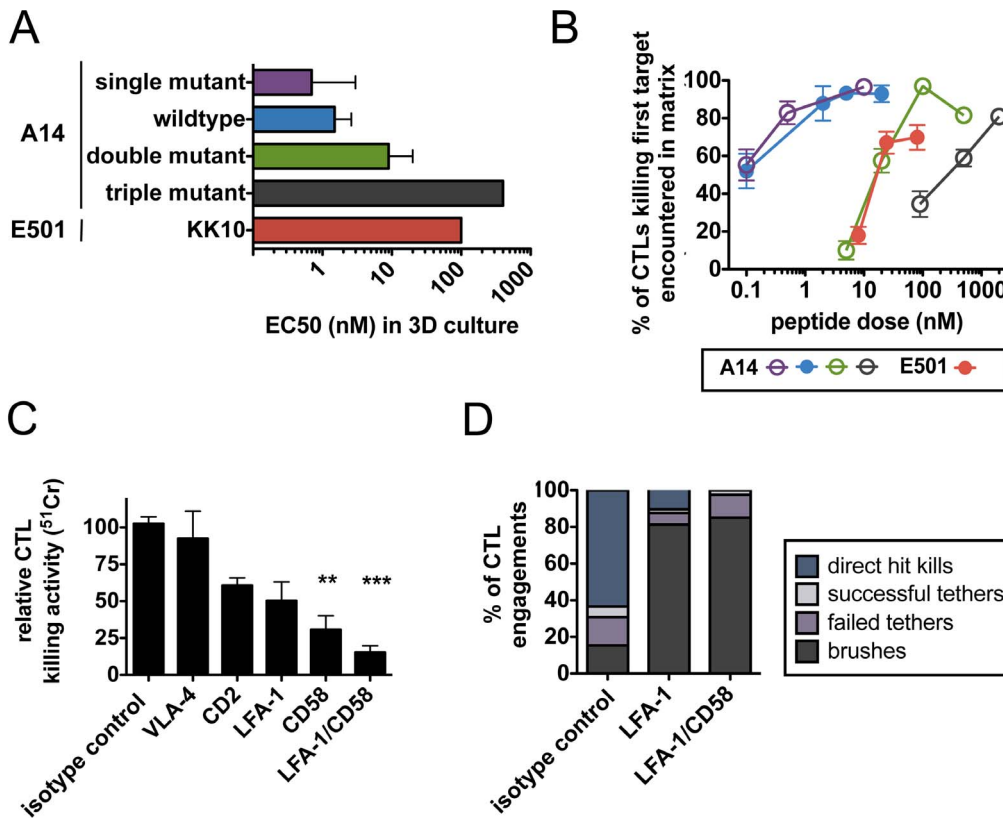 A
A14
single mutant
wildtype
double mutant
triple mutant
E501
KK10
1
10
100
1000
EC50 (nM) in 3D culture
B
% of CTLs killing first target
encountered in matrix
100
80
60
40
20
0
0.1
1
10
100
1000
peptide dose (nM)
A14
E501
C
relative CTL
killing activity (⁵¹Cr)
100
75
50
25
0
**
***
isotype control
VLA-4
CD2
LFA-1
CD58
LFA-1/CD58
D
% of CTL
engagements
100
80
60
40
20
0
isotype control
LFA-1
LFA-1/CD58
direct hit kills
successful tethers
failed tethers
brushes